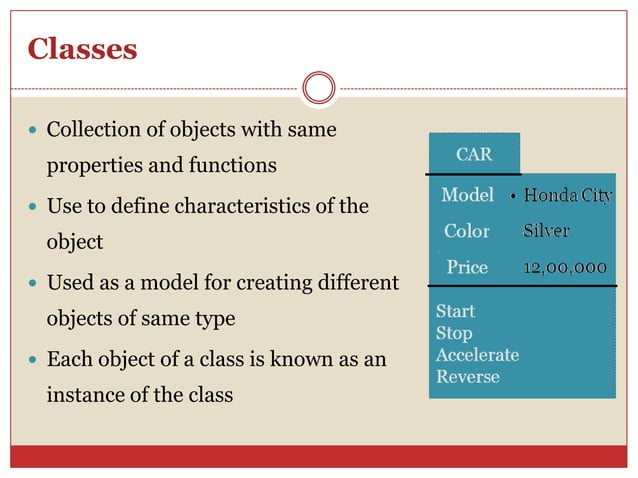 Classes
• Collection of objects with same
properties and functions
• Use to define characteristics of the
object
• Used as a model for creating different
objects of same type
• Each object of a class is known as an
instance of the class
CAR
Model • Honda City
Color Silver
Price 12,00,000
Start
Stop
Accelerate
Reverse